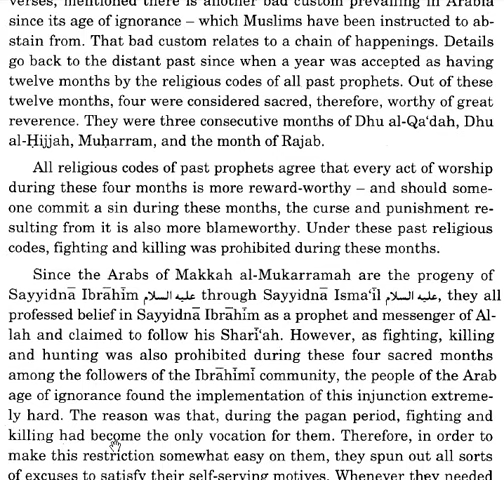 verses, mentioned there is another bad custom prevailing in Arabia
since its age of ignorance – which Muslims have been instructed to ab-
stain from. That bad custom relates to a chain of happenings. Details
go back to the distant past since when a year was accepted as having
twelve months by the religious codes of all past prophets. Out of these
twelve months, four were considered sacred, therefore, worthy of great
reverence. They were three consecutive months of Dhu al-Qa‘dah, Dhu
al-Ḥijjah, Muḥarram, and the month of Rajab.
All religious codes of past prophets agree that every act of worship
during these four months is more reward-worthy – and should some-
one commit a sin during these months, the curse and punishment re-
sulting from it is also more blameworthy. Under these past religious
codes, fighting and killing was prohibited during these months.
Since the Arabs of Makkah al-Mukarramah are the progeny of
Sayyidnā Ibrāhīm عليه السلام through Sayyidnā Isma‘īl عليه السلام, they all
professed belief in Sayyidnā Ibrāhīm as a prophet and messenger of Al-
lah and claimed to follow his Sharī‘ah. However, as fighting, killing
and hunting was also prohibited during these four sacred months
among the followers of the Ibrāhīmī community, the people of the Arab
age of ignorance found the implementation of this injunction extreme-
ly hard. The reason was that, during the pagan period, fighting and
killing had become the only vocation for them. Therefore, in order to
make this restriction somewhat easy on them, they spun out all sorts
of excuses to satisfy their self-serving motives. Whenever they needed